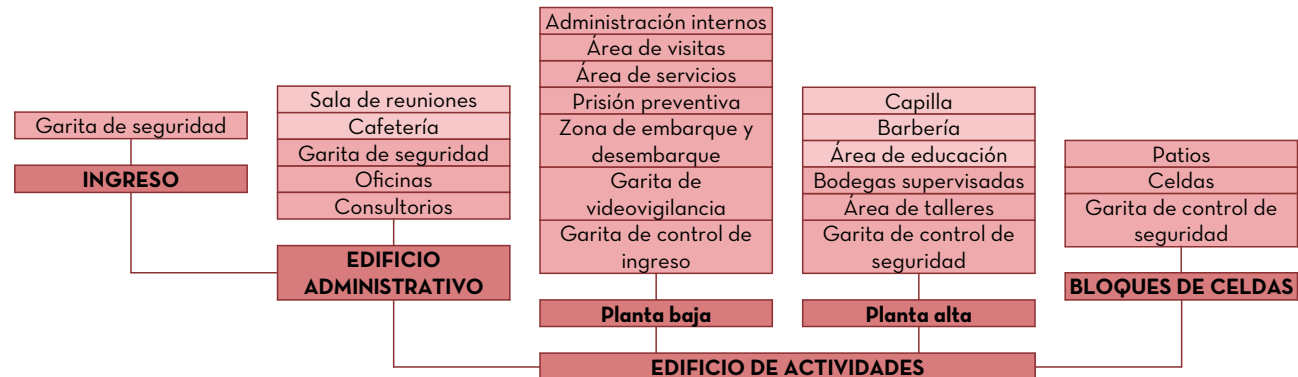 Garita de seguridad
INGRESO
Sala de reuniones
Cafetería
Garita de seguridad
Oficinas
Consultorios
EDIFICIO
ADMINISTRATIVO
Administración internos
Área de visitas
Área de servicios
Prisión preventiva
Zona de embarque y
desembarque
Garita de
videovigilancia
Garita de control de
ingreso
Planta baja
Capilla
Barbería
Área de educación
Bodegas supervisadas
Área de talleres
Garita de control de
seguridad
Planta alta
Patios
Celdas
Garita de control de
seguridad
BLOQUES DE CELDAS
EDIFICIO DE ACTIVIDADES